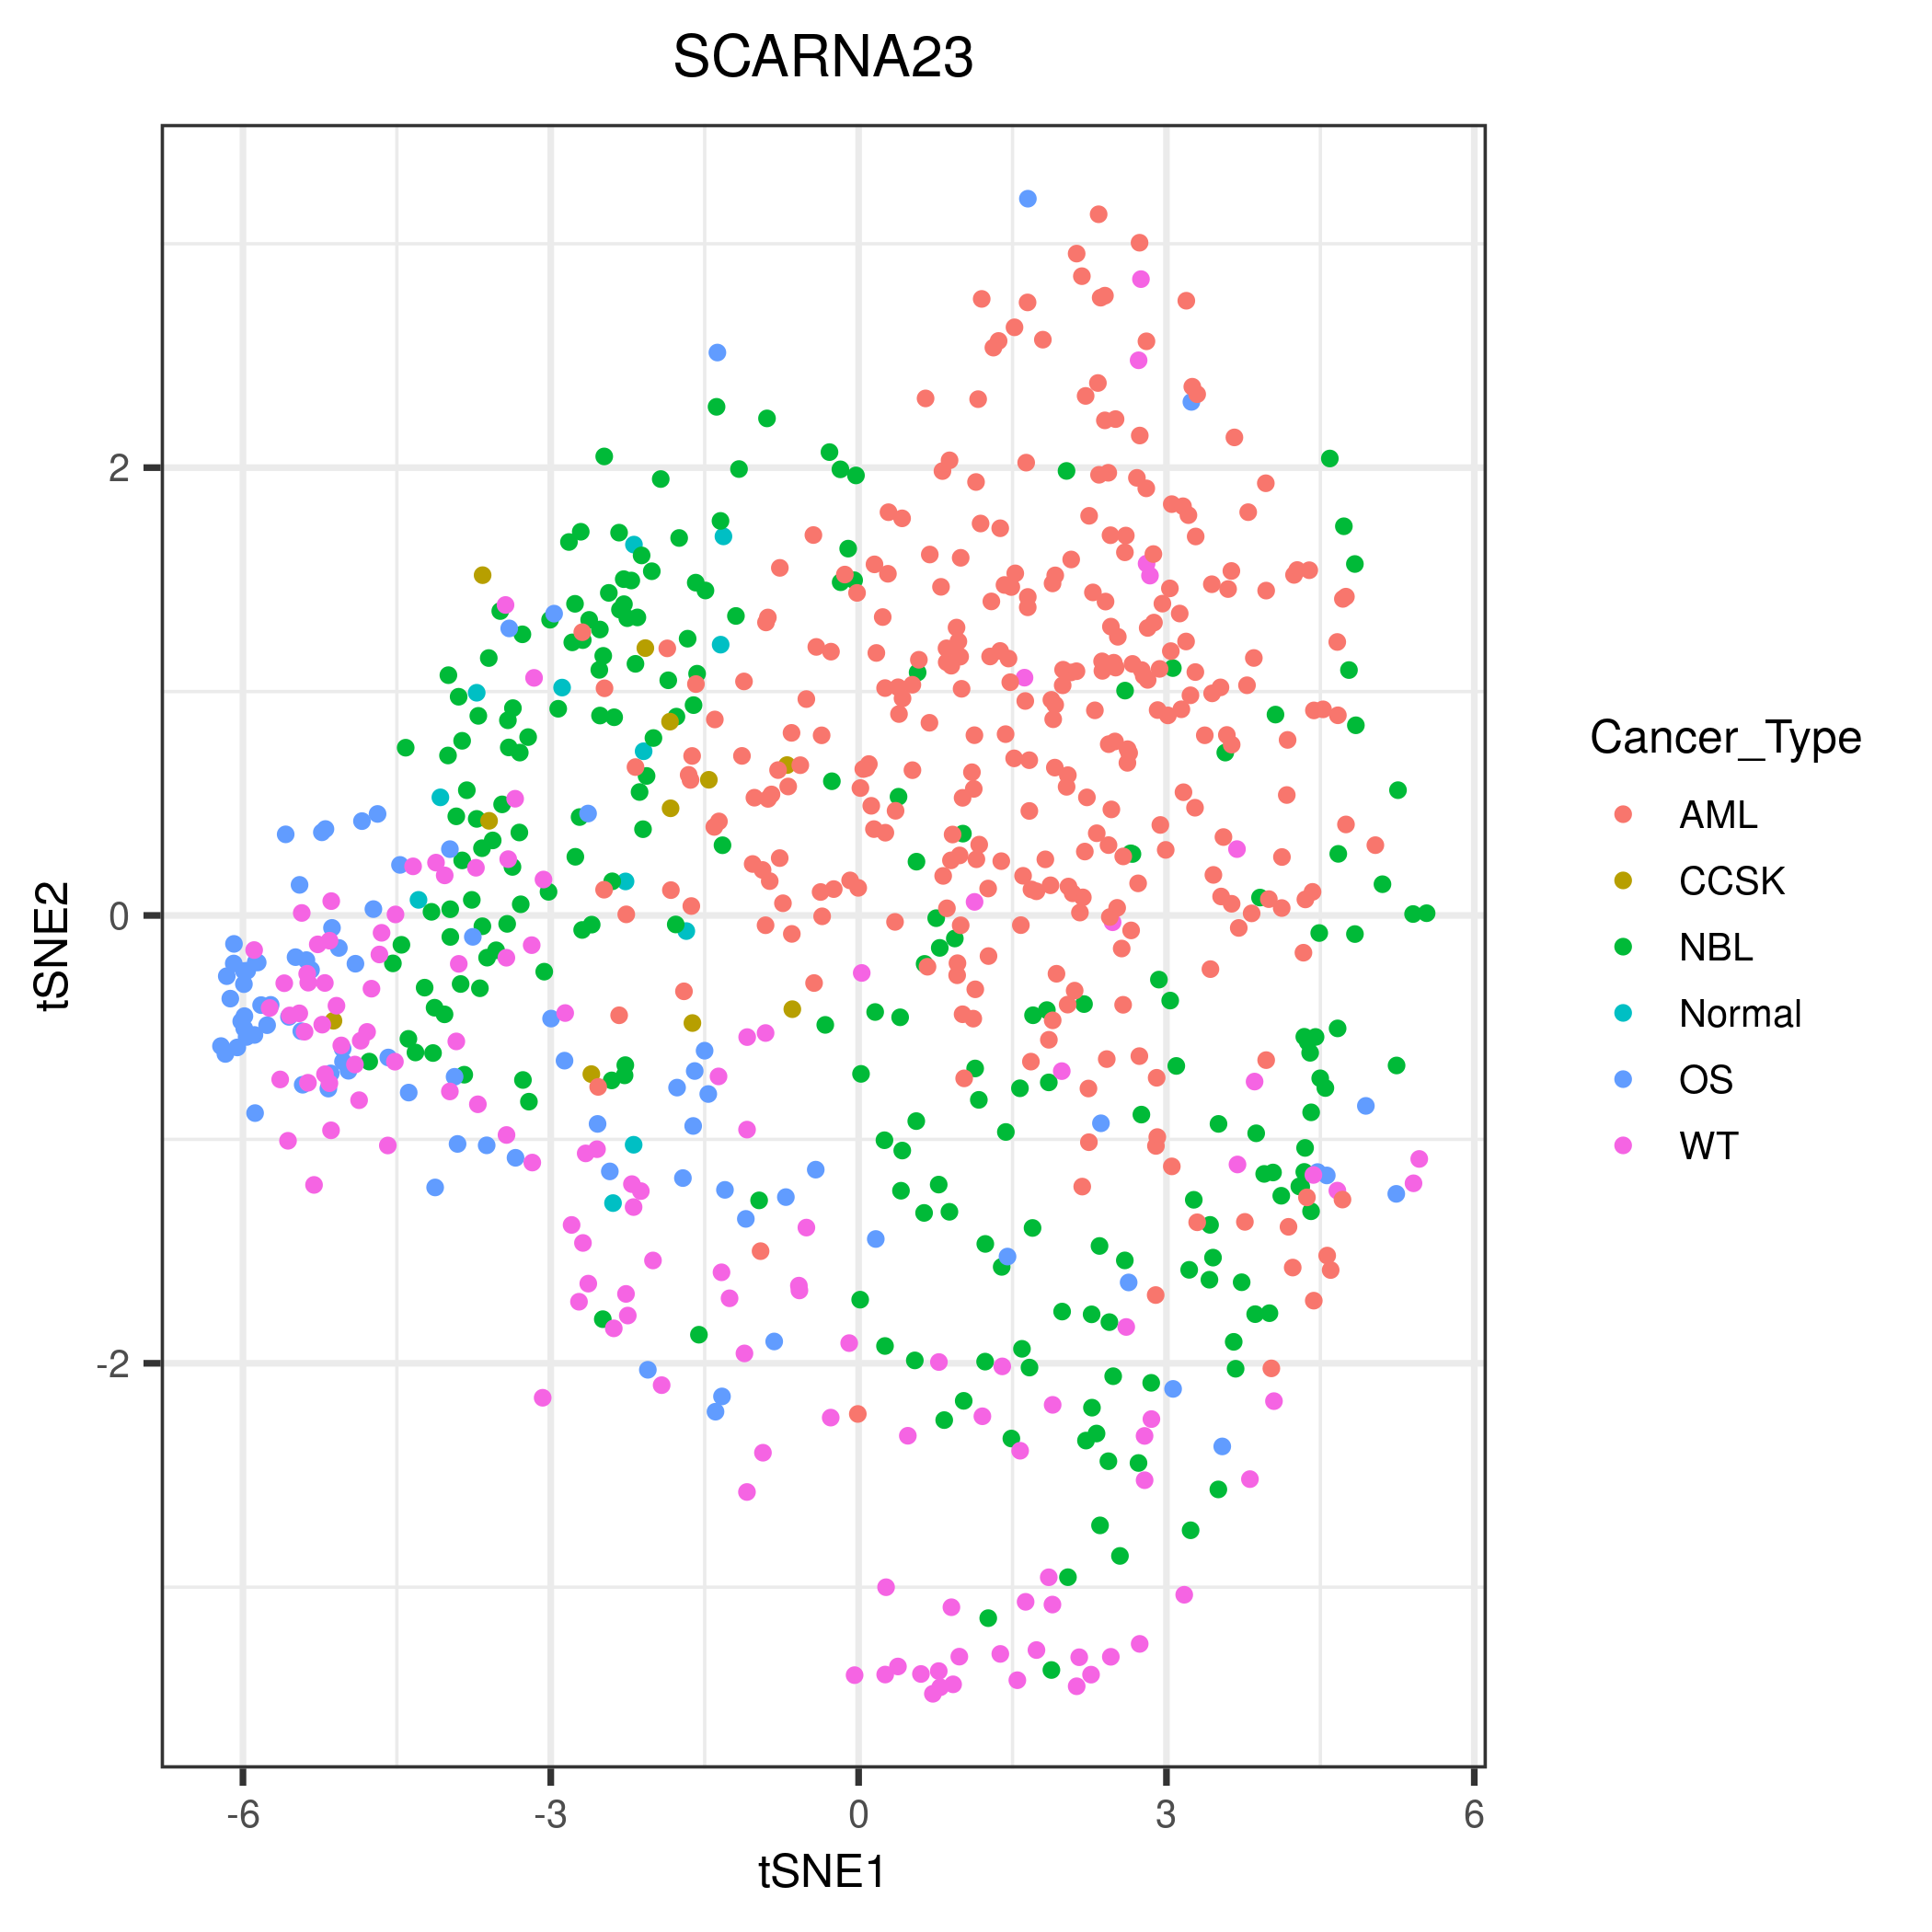 SCARNA23
tSNE2
2
0
-2
-6
-3
0
3
6
tSNE1
Cancer_Type
AML
CCSK
NBL
Normal
OS
WT